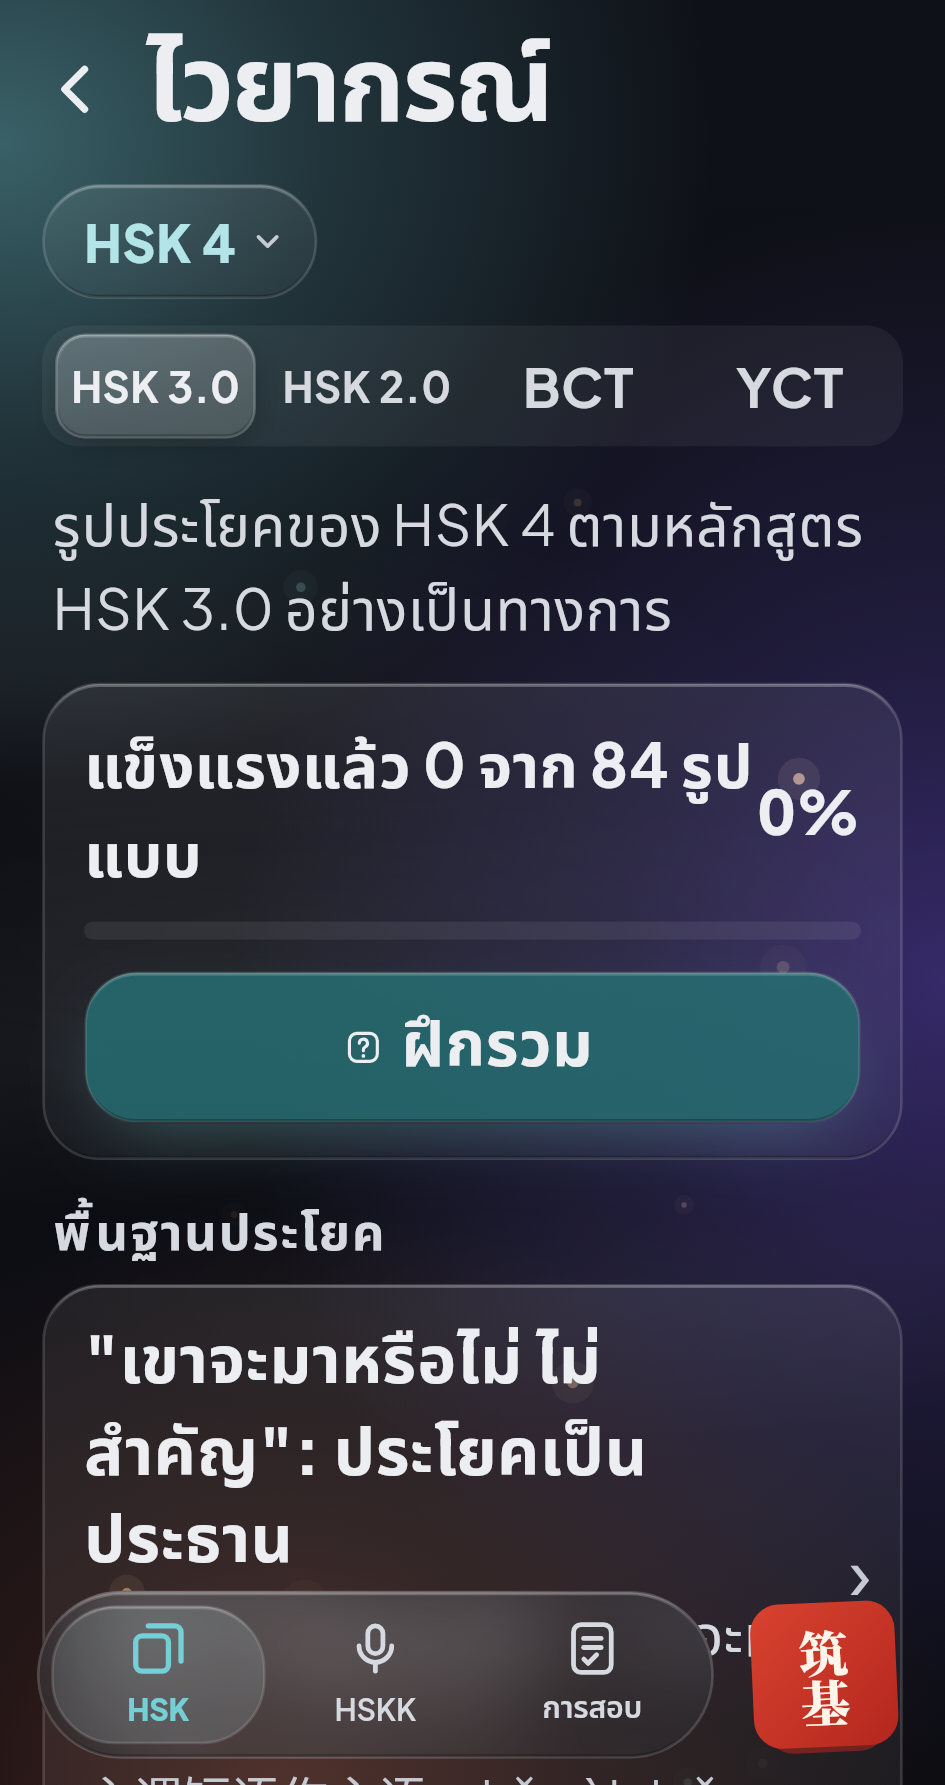 ไวยากรณ์
HSK 4
HSK 3.0 HSK 2.0 BCT YCT
รูปประโยคของ HSK 4 ตามหลักสูตร
HSK 3.0 อย่างเป็นทางการ
แข็งแรงแล้ว 0 จาก 84 รูป
แบบ
0%
ฝึกรวม
พื้นฐานประโยค
"เขาจะมาหรือไม่ ไม่
สำคัญ": ประโยคเป็น
ประธาน
HSK HSKK การสอบ
筑
基